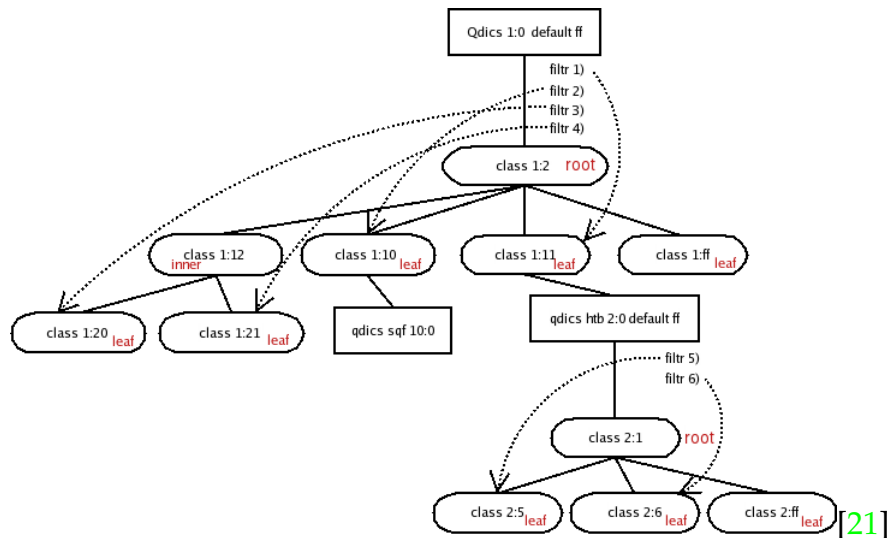 Qdics 1:0 default ff
filtr 1)
filtr 2)
filtr 3)
filtr 4)
class 1:2 root
class 1:12 inner
class 1:10 leaf
class 1:11 leaf
class 1:ff leaf
class 1:20 leaf
class 1:21 leaf
qdics sqf 10:0
qdics htb 2:0 default ff
filtr 5)
filtr 6)
class 2:1 root
class 2:5 leaf
class 2:6 leaf
class 2:ff leaf
[21]